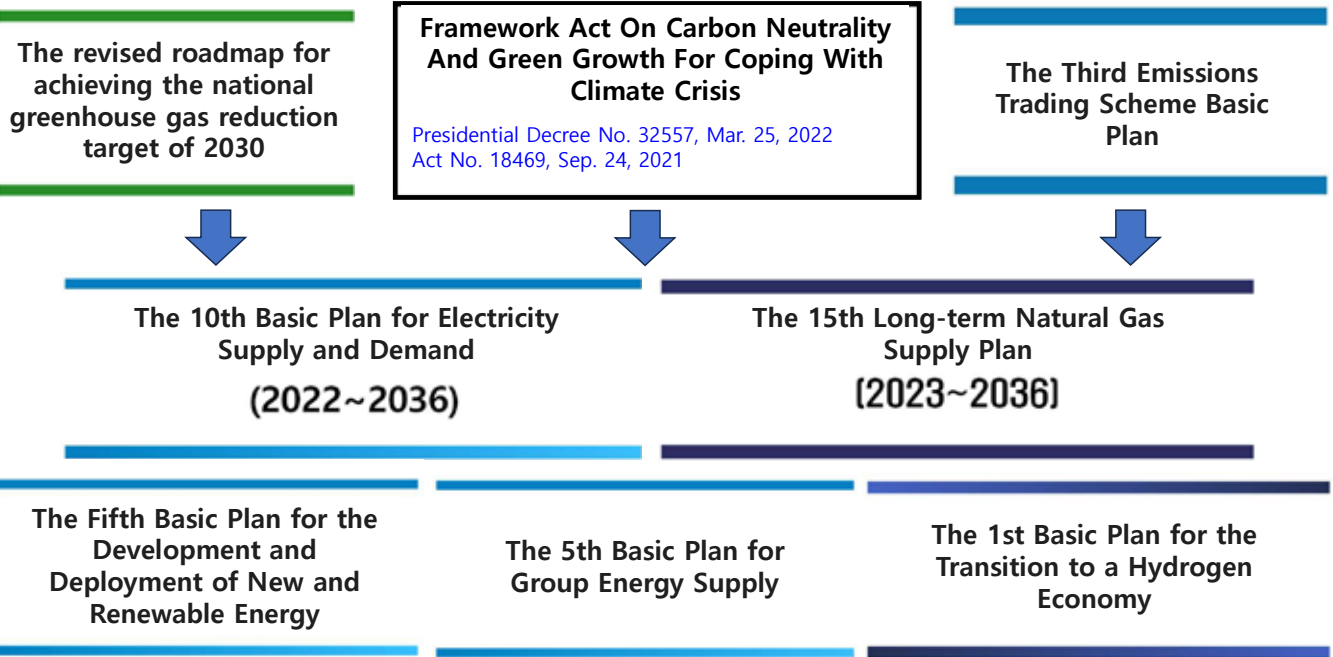 The revised roadmap for
achieving the national
greenhouse gas reduction
target of 2030
Framework Act On Carbon Neutrality
And Green Growth For Coping With
Climate Crisis
Presidential Decree No. 32557, Mar. 25, 2022
Act No. 18469, Sep. 24, 2021
The Third Emissions
Trading Scheme Basic
Plan
The 10th Basic Plan for Electricity
Supply and Demand
(2022~2036)
The 15th Long-term Natural Gas
Supply Plan
(2023~2036)
The Fifth Basic Plan for the
Development and
Deployment of New and
Renewable Energy
The 5th Basic Plan for
Group Energy Supply
The 1st Basic Plan for the
Transition to a Hydrogen
Economy